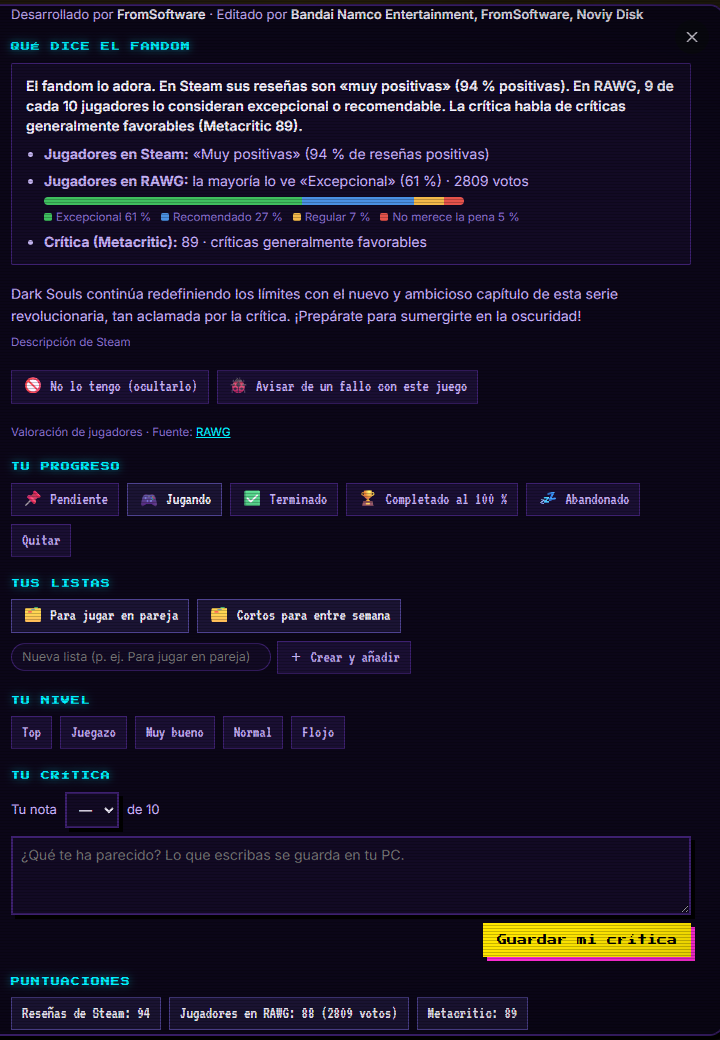 Desarrollado por FromSoftware · Editado por Bandai Namco Entertainment, FromSoftware, Noviy Disk
QUé DICE EL FANDOM
El fandom lo adora. En Steam sus reseñas son «muy positivas» (94 % positivas). En RAWG, 9 de
cada 10 jugadores lo consideran excepcional o recomendable. La crítica habla de críticas
generalmente favorables (Metacritic 89).
• Jugadores en Steam: «Muy positivas» (94 % de reseñas positivas)
• Jugadores en RAWG: la mayoría lo ve «Excepcional» (61 %) · 2809 votos
Excepcional 61 % Recomendado 27 % Regular 7 % No merece la pena 5 %
• Crítica (Metacritic): 89 · críticas generalmente favorables
Dark Souls continúa redefiniendo los límites con el nuevo y ambicioso capítulo de esta serie
revolucionaria, tan aclamada por la crítica. ¡Prepárate para sumergirte en la oscuridad!
Descripción de Steam
No lo tengo (ocultarlo) Avisar de un fallo con este juego
Valoración de jugadores · Fuente: RAWG
TU PROGRESO
Pendiente Jugando Terminado Completado al 100 % Abandonado
Quitar
TUS LISTAS
Para jugar en pareja Cortos para entre semana
Nueva lista (p. ej. Para jugar en pareja) + Crear y añadir
TU NIVEL
Top Juegazo Muy bueno Normal Flojo
TU CRíTICA
Tu nota — de 10
¿Qué te ha parecido? Lo que escribas se guarda en tu PC.
Guardar mi crítica
PUNTUACIONES
Reseñas de Steam: 94 Jugadores en RAWG: 88 (2809 votos) Metacritic: 89